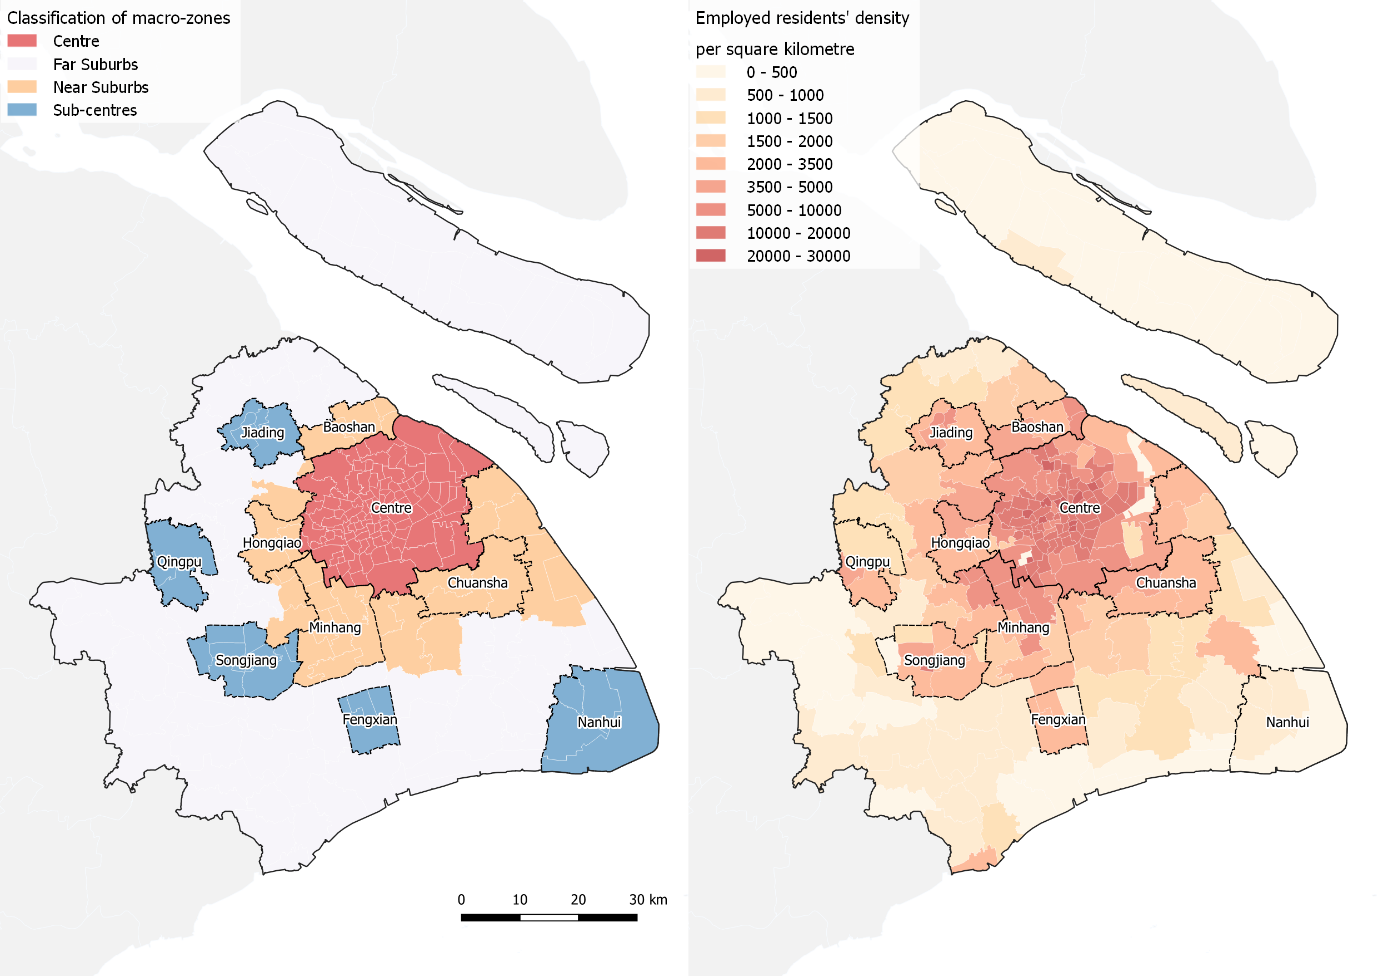 Classification of macro-zones
Centre
Far Suburbs
Near Suburbs
Sub-centres
Jiading
Baoshan
Centre
Hongqiao
Qingpu
Chuansha
Minhang
Songjiang
Fengxian
Nanhui
0 10 20 30 km
Employed residents' density
per square kilometre
0 - 500
500 - 1000
1000 - 1500
1500 - 2000
2000 - 3500
3500 - 5000
5000 - 10000
10000 - 20000
20000 - 30000
Jiading
Baoshan
Centre
Hongqiao
Qingpu
Chuansha
Minhang
Songjiang
Fengxian
Nanhui